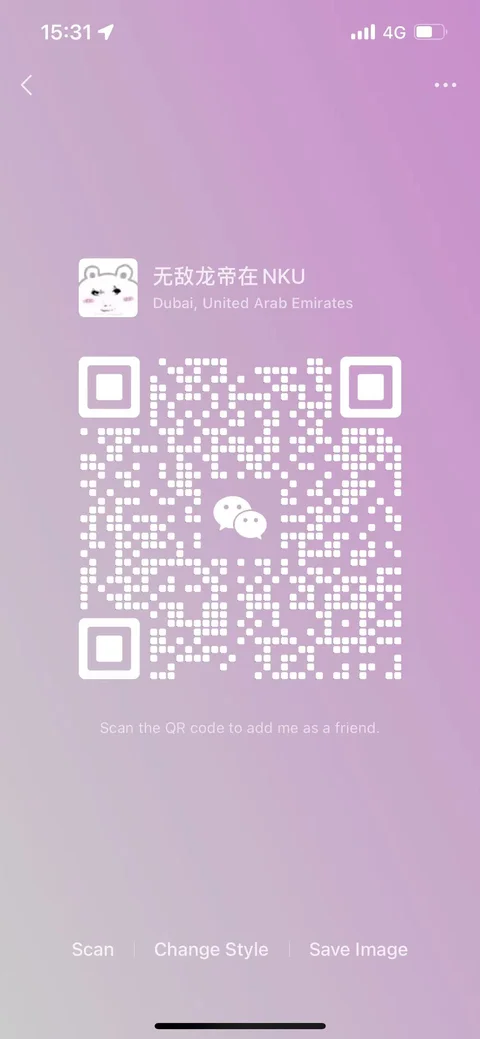 15:31
4G
无敌龙帝在NKU
Dubai, United Arab Emirates
Scan the QR code to add me as a friend.
Scan
Change Style
Save Image